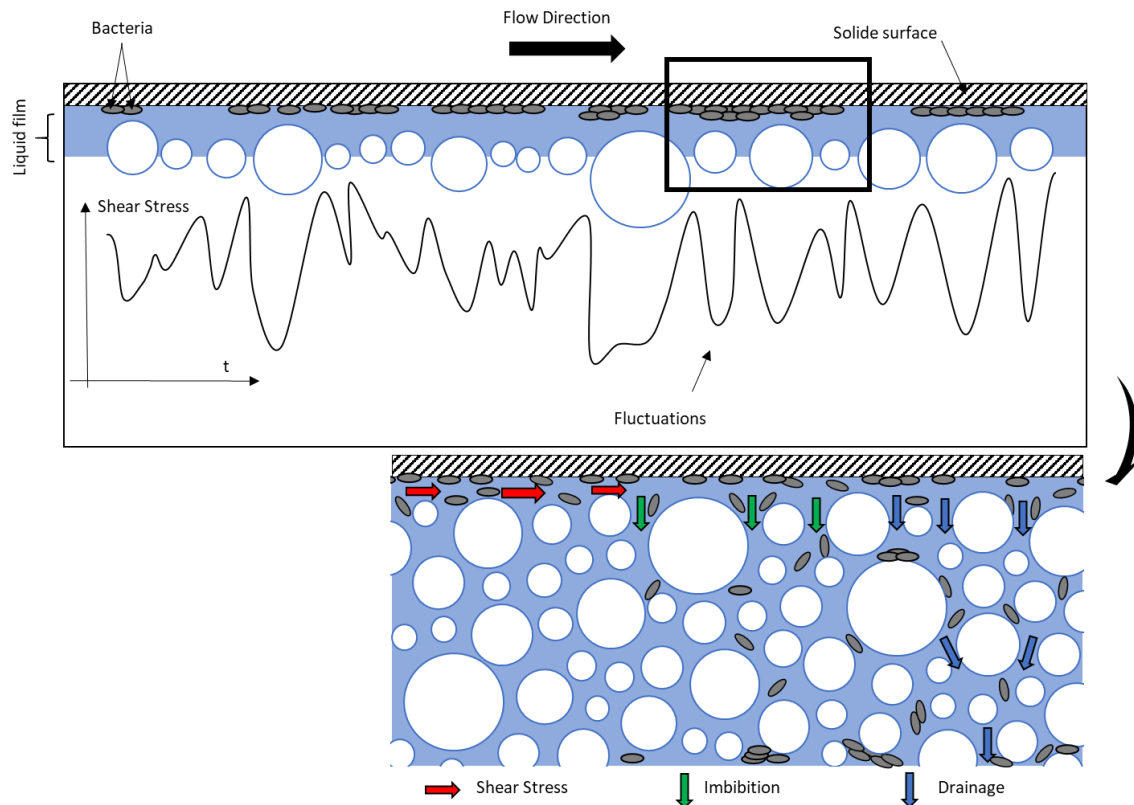 Flow Direction
Bacteria
Solide surface
Liquid film
Shear Stress
t
Fluctuations
Shear Stress
Imbibition
Drainage